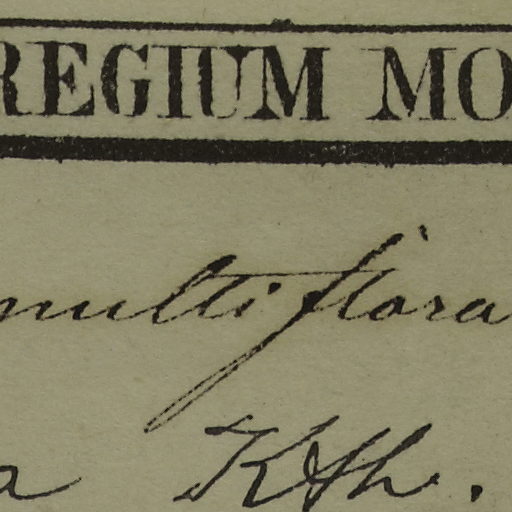 REGIUM MO
multiflora
a Kth.